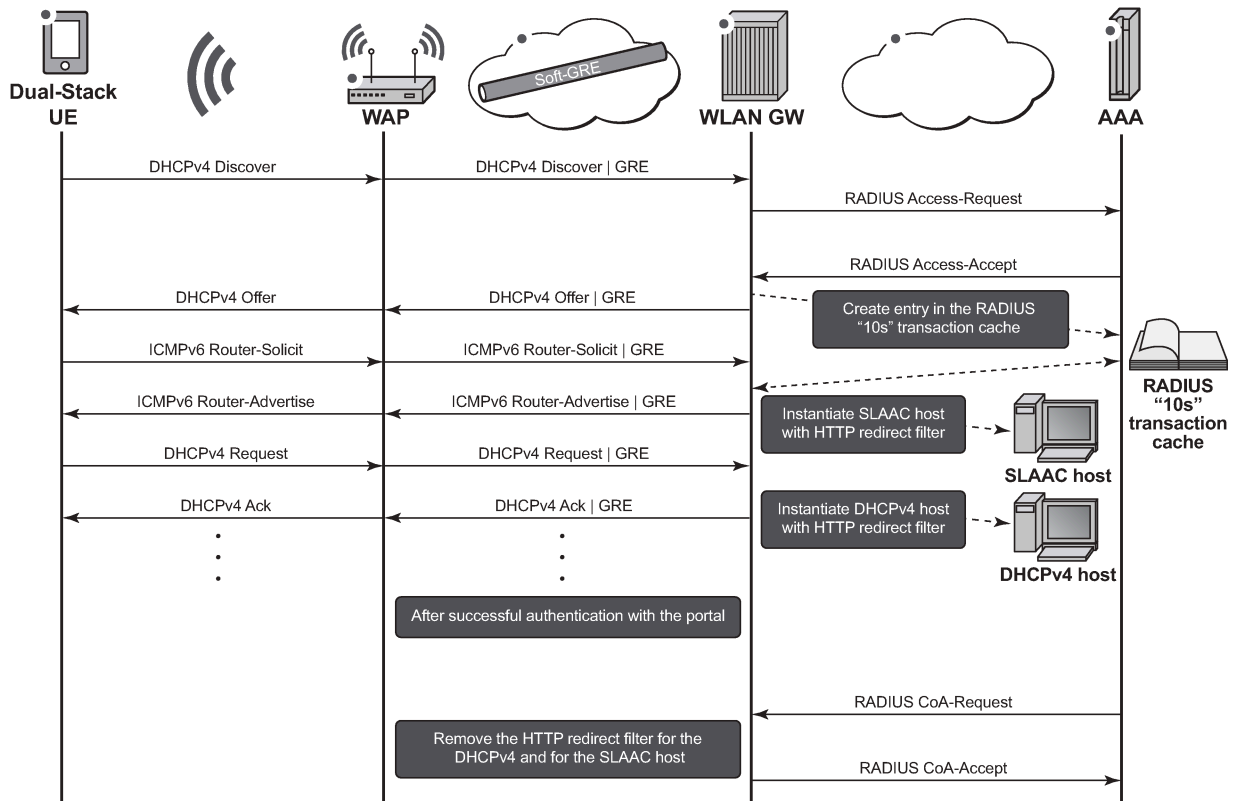 Soft-GRE
Dual-Stack
UE
WAP
WLAN GW
AAA
DHCPv4 Discover
DHCPv4 Discover | GRE
RADIUS Access-Request
RADIUS Access-Accept
DHCPv4 Offer
DHCPv4 Offer | GRE
Create entry in the RADIUS
“10s” transaction cache
ICMPv6 Router-Solicit
ICMPv6 Router-Solicit | GRE
RADIUS
“10s”
transaction
cache
ICMPv6 Router-Advertise
ICMPv6 Router-Advertise | GRE
Instantiate SLAAC host
with HTTP redirect filter
SLAAC host
DHCPv4 Request
DHCPv4 Request | GRE
DHCPv4 Ack
DHCPv4 Ack | GRE
Instantiate DHCPv4 host
with HTTP redirect filter
DHCPv4 host
After successful authentication with the portal
RADIUS CoA-Request
Remove the HTTP redirect filter for the
DHCPv4 and for the SLAAC host
RADIUS CoA-Accept